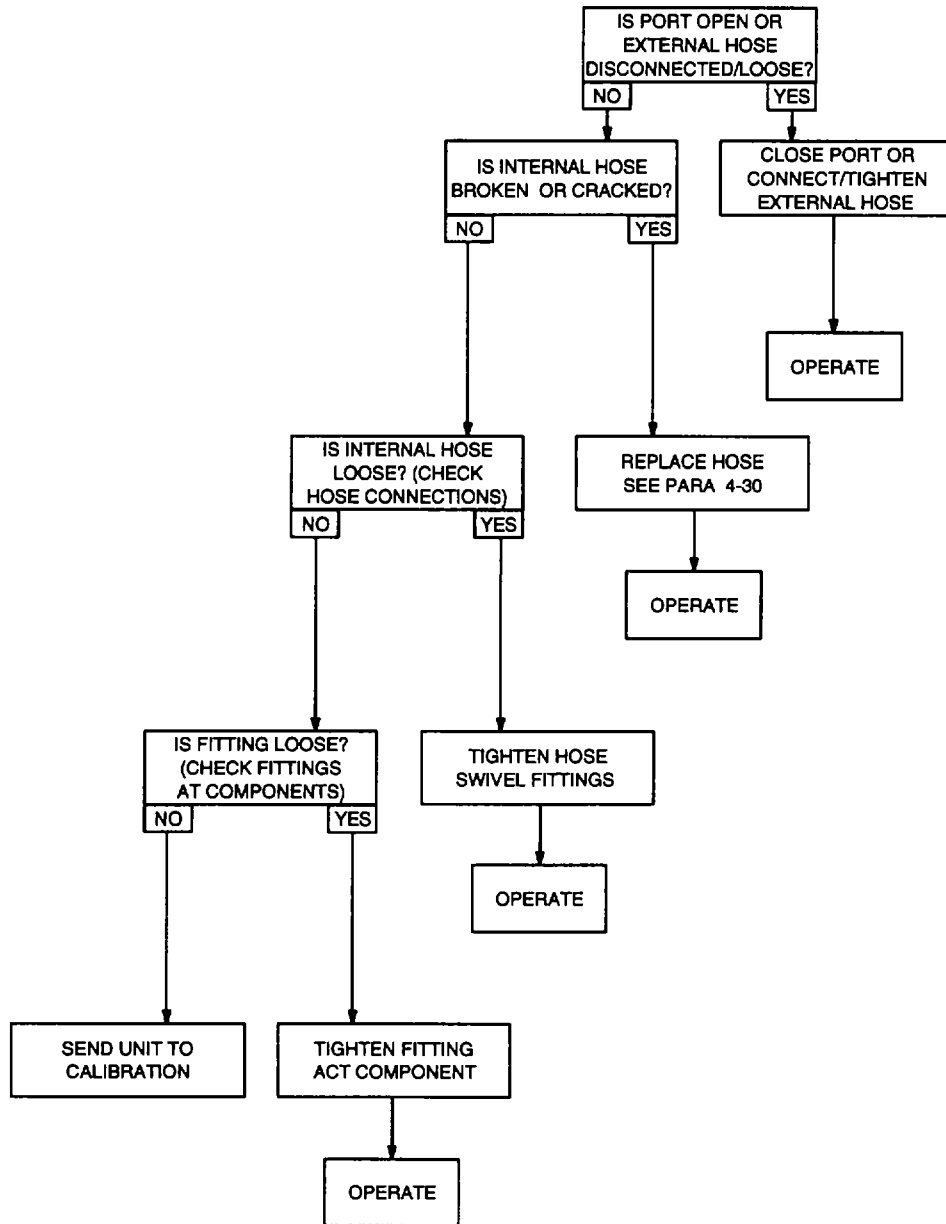 IS PORT OPEN OR
EXTERNAL HOSE
DISCONNECTED/LOOSE?
NO
YES
IS INTERNAL HOSE
BROKEN OR CRACKED?
NO
YES
CLOSE PORT OR
CONNECT/TIGHTEN
EXTERNAL HOSE
OPERATE
IS INTERNAL HOSE
LOOSE? (CHECK
HOSE CONNECTIONS)
NO
YES
REPLACE HOSE
SEE PARA 4-30
OPERATE
IS FITTING LOOSE?
(CHECK FITTINGS
AT COMPONENTS)
NO
YES
TIGHTEN HOSE
SWIVEL FITTINGS
OPERATE
SEND UNIT TO
CALIBRATION
TIGHTEN FITTING
ACT COMPONENT
OPERATE